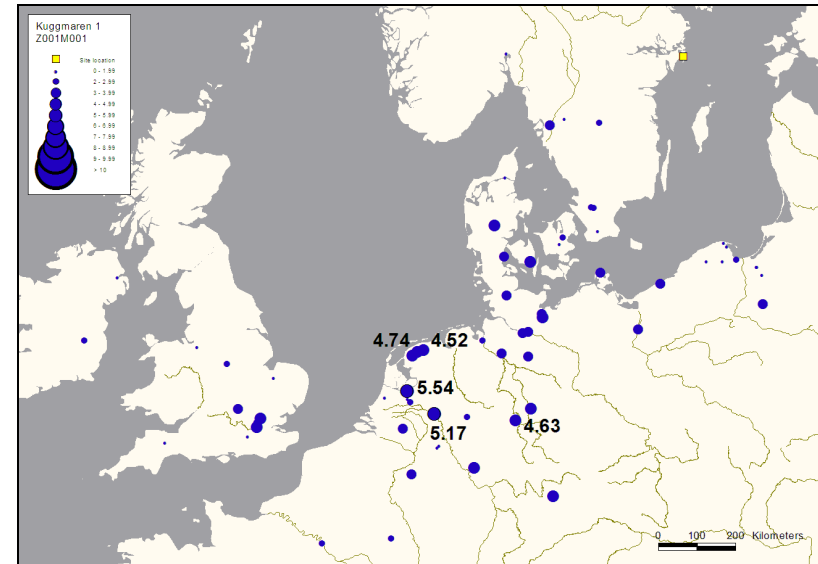 Kuggmaren 1
Z001M001
Site location
0 - 1.99
2 - 2.99
3 - 3.99
4 - 4.99
5 - 5.99
6 - 6.99
7 - 7.99
8 - 8.99
9 - 9.99
> 10
4.74 4.52
5.54
5.17
4.63
0 100 200 Kilometers